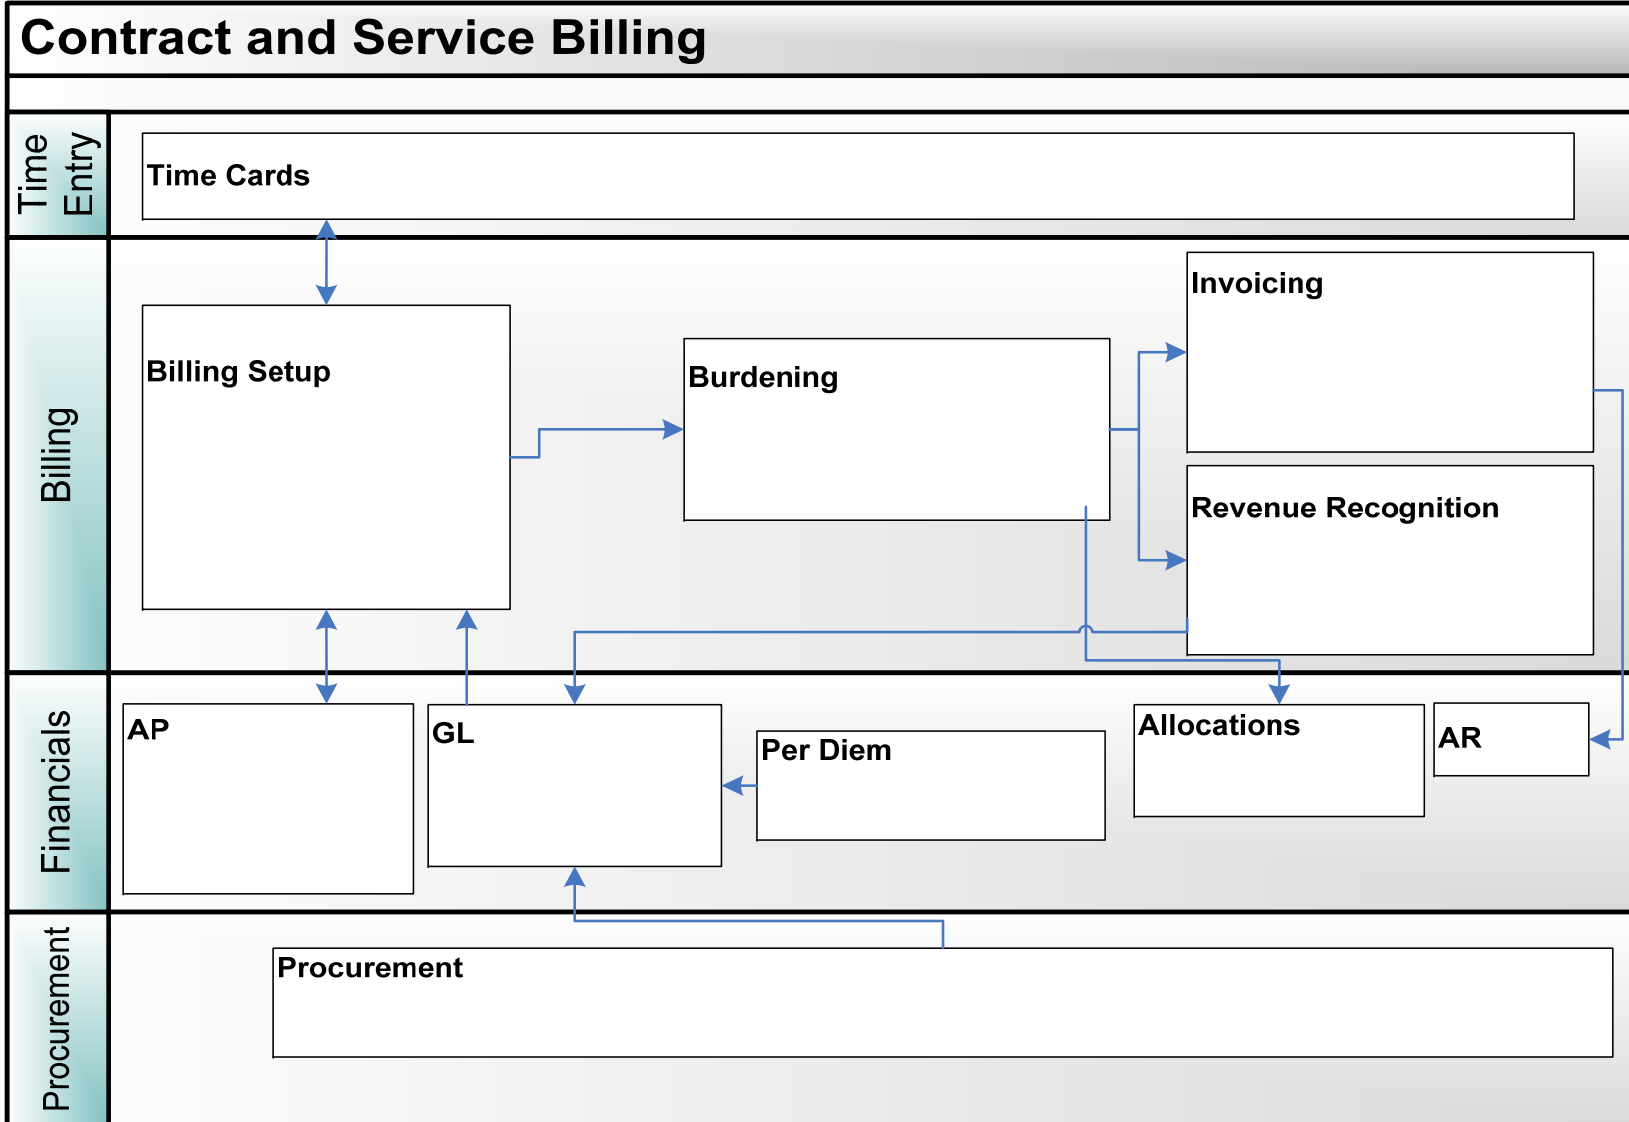 Contract and Service Billing
Time
Entry
Time Cards
Billing
Billing Setup
Burdening
Invoicing
Revenue Recognition
Financials
AP
GL
Per Diem
Allocations
AR
Procurement
Procurement